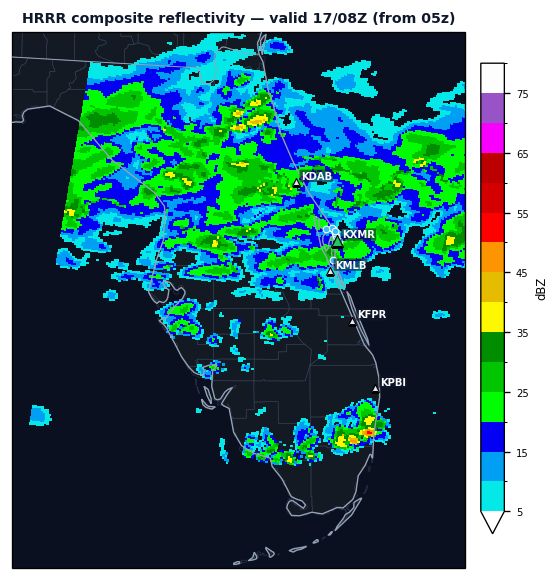 HRRR composite reflectivity — valid 17/08Z (from 05z)
KDAB
KXMR
KMLB
KFPR
KPBI
75
65
55
45
35
25
15
5
dBZ